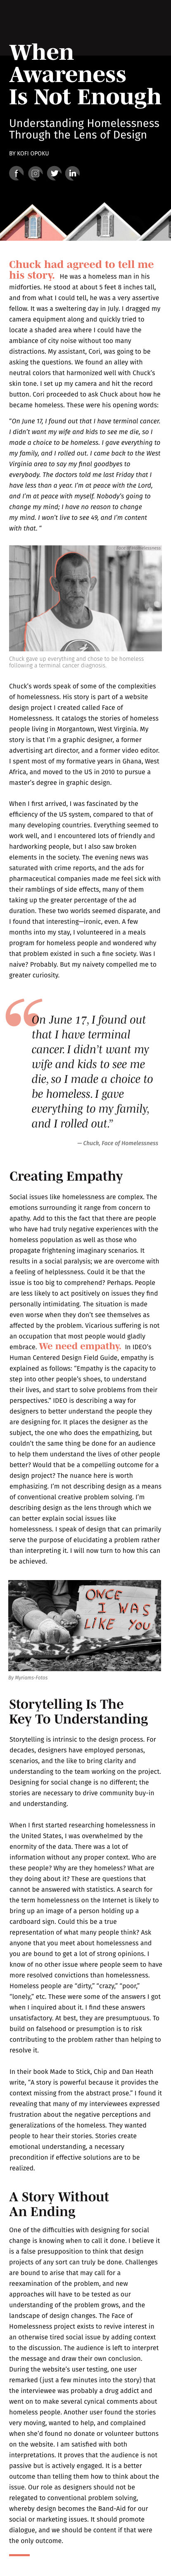 When
Awareness
Is Not Enough
Understanding Homelessness
Through the Lens of Design
BY KOFI OPOKU
Chuck had agreed to tell me
his story. He was a homeless man in his
midforties. He stood at about 5 feet 8 inches tall,
and from what I could tell, he was a very assertive
fellow. It was a sweltering day in July. I dragged my
camera equipment along and quickly tried to
locate a shaded area where I could have the
ambiance of city noise without too many
distractions. My assistant, Cori, was going to be
asking the questions. We found an alley with
neutral colors that harmonized well with Chuck's
skin tone. I set up my camera and hit the record
button. Cori proceeded to ask Chuck about how he
became homeless. These were his opening words:
"On June 17, I found out that I have terminal cancer.
I didn't want my wife and kids to see me die, so I
made a choice to be homeless. I gave everything to
my family, and I rolled out. I came back to the West
Virginia area to say my final goodbyes to
everybody. The doctors told me last Friday that I
have less than a year. I'm at peace with the Lord,
and I'm at peace with myself. Nobody's going to
change my mind; I have no reason to change
my mind. I won't live to see 49, and I'm content
with that. "
Chuck gave up everything and chose to be homeless
following a terminal cancer diagnosis.
Chuck's words speak of some of the complexities
of homelessness. His story is part of a website
design project I created called Face of
Homelessness. It catalogs the stories of homeless
people living in Morgantown, West Virginia. My
story is that I'm a graphic designer, a former
advertising art director, and a former video editor.
I spent most of my formative years in Ghana, West
Africa, and moved to the US in 2010 to pursue a
master's degree in graphic design.
When I first arrived, I was fascinated by the
efficiency of the US system, compared to that of
many developing countries. Everything seemed to
work well, and I encountered lots of friendly and
hardworking people, but I also saw broken
elements in the society. The evening news was
saturated with crime reports, and the ads for
pharmaceutical companies made me feel sick with
their ramblings of side effects, many of them
taking up the greater percentage of the ad
duration. These two worlds seemed disparate, and
I found that interesting—ironic, even. A few
months into my stay, I volunteered in a meals
program for homeless people and wondered why
that problem existed in such a fine society. Was I
naive? Probably. But my naivety compelled me to
greater curiosity.
On June 17, I found out
that I have terminal
cancer. I didn't want my
wife and kids to see me
die, so I made a choice to
be homeless. I gave
everything to my family,
and I rolled out."
— Chuck, Face of Homelessness
Creating Empathy
Social issues like homelessness are complex. The
emotions surrounding it range from concern to
apathy. Add to this the fact that there are people
who have had truly negative experiences with the
homeless population as well as those who
propagate frightening imaginary scenarios. It
results in a social paralysis; we are overcome with
a feeling of helplessness. Could it be that the
issue is too big to comprehend? Perhaps. People
are less likely to act positively on issues they find
personally intimidating. The situation is made
even worse when they don't see themselves as
affected by the problem. Vicarious suffering is not
an occupation that most people would gladly
embrace. We need empathy. In IDEO's
Human Centered Design Field Guide, empathy is
explained as follows: "Empathy is the capacity to
step into other people's shoes, to understand
their lives, and start to solve problems from their
perspectives." IDEO is describing a way for
designers to better understand the people they
are designing for. It places the designer as the
subject, the one who does the empathizing, but
couldn't the same thing be done for an audience
to help them understand the lives of other people
better? Would that be a compelling outcome for a
design project? The nuance here is worth
emphasizing. I'm not describing design as a means
of conventional creative problem solving. I'm
describing design as the lens through which we
can better explain social issues like
homelessness. I speak of design that can primarily
serve the purpose of elucidating a problem rather
than interpreting it. I will now turn to how this can
be achieved.
ONCE
I WAS
LIKE YOU
By Myriams-Fotos
Storytelling Is The
Key To Understanding
Storytelling is intrinsic to the design process. For
decades, designers have employed personas,
scenarios, and the like to bring clarity and
understanding to the team working on the project.
Designing for social change is no different; the
stories are necessary to drive community buy-in
and understanding.
When I first started researching homelessness in
the United States, I was overwhelmed by the
enormity of the data. There was a lot of
information without any proper context. Who are
these people? Why are they homeless? What are
they doing about it? These are questions that
cannot be answered with statistics. A search for
the term homelessness on the Internet is likely to
bring up an image of a person holding up a
cardboard sign. Could this be a true
representation of what many people think? Ask
anyone that you meet about homelessness and
you are bound to get a lot of strong opinions. I
know of no other issue where people seem to have
more resolved convictions than homelessness.
Homeless people are "dirty," "crazy," "poor,"
"lonely," etc. These were some of the answers I got
when I inquired about it. I find these answers
unsatisfactory. At best, they are presumptuous. To
build on falsehood or presumption is to risk
contributing to the problem rather than helping to
resolve it.
In their book Made to Stick, Chip and Dan Heath
write, "A story is powerful because it provides the
context missing from the abstract prose." I found it
revealing that many of my interviewees expressed
frustration about the negative perceptions and
generalizations of the homeless. They wanted
people to hear their stories. Stories create
emotional understanding, a necessary
precondition if effective solutions are to be
realized.
A Story Without
An Ending
One of the difficulties with designing for social
change is knowing when to call it done. I believe it
is a false presupposition to think that design
projects of any sort can truly be done. Challenges
are bound to arise that may call for a
reexamination of the problem, and new
approaches will have to be tested as our
understanding of the problem grows, and the
landscape of design changes. The Face of
Homelessness project exists to revive interest in
an otherwise tired social issue by adding context
to the discussion. The audience is left to interpret
the message and draw their own conclusion.
During the website's user testing, one user
remarked (just a few minutes into the story) that
the interviewee was probably a drug addict and
went on to make several cynical comments about
homeless people. Another user found the stories
very moving, wanted to help, and complained
when she'd found no donate or volunteer buttons
on the website. I am satisfied with both
interpretations. It proves that the audience is not
passive but is actively engaged. It is a better
outcome than telling them how to think about the
issue. Our role as designers should not be
relegated to conventional problem solving,
whereby design becomes the Band-Aid for our
social or marketing issues. It should promote
dialogue, and we should be content if that were
the only outcome.